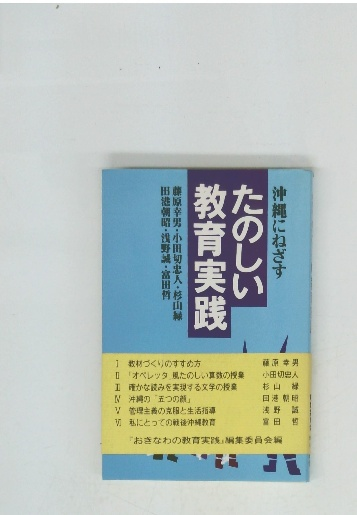 沖縄にねざす
たのしい
教育実践
藤原幸男・小田切忠人・杉山緑
田港朝昭・浅野誠・富田哲
I 教材づくりのすすめ方 藤原幸男
II 「オペレッタ」風たのしい算数の授業 小田切忠人
III 確かな読みを実現する文学の授業 杉山緑
IV 沖縄の「五つの顔」 田港朝昭
V 管理主義の克服と生活指導 浅野誠
VI 私にとっての戦後沖縄教育 富田哲
『おきなわの教育実践』編集委員会編